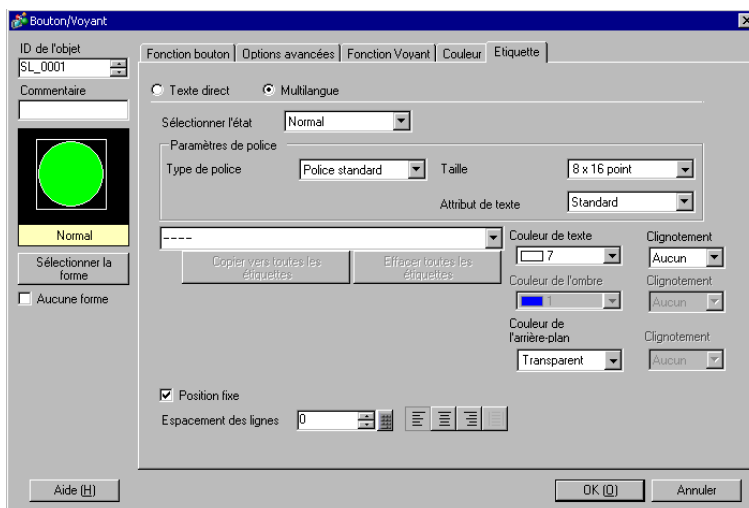 Bouton/Voyant
ID de l'objet
SL_0001
Commentaire
Normal
Sélectionner la
forme
Aucune forme
Fonction bouton
Options avancées
Fonction Voyant
Couleur
Etiquette
Texte direct
Multilangue
Sélectionner l'état
Normal
Paramètres de police
Type de police
Police standard
Taille
8 x 16 point
Attribut de texte
Standard
----
Copier vers toutes les
étiquettes
Effacer toutes les
étiquettes
Couleur de texte
7
Clignotement
Aucun
Couleur de l'ombre
1
Clignotement
Aucun
Couleur de
l'arrière-plan
Transparent
Clignotement
Aucun
Position fixe
Espacement des lignes
0
Aide (H)
OK (O)
Annuler